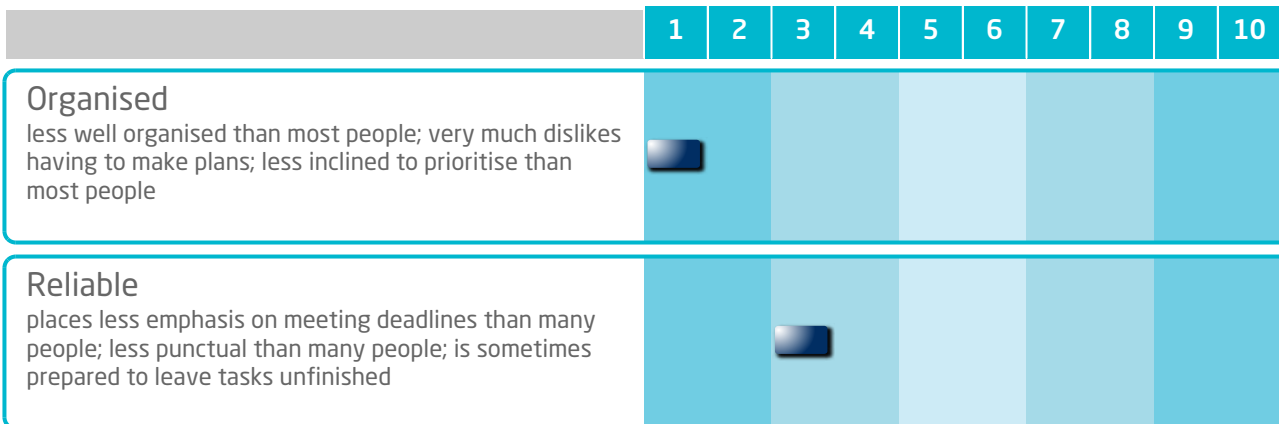 1 2 3 4 5 6 7 8 9 10
Organised
less well organised than most people; very much dislikes
having to make plans; less inclined to prioritise than
most people
Reliable
places less emphasis on meeting deadlines than many
people; less punctual than many people; is sometimes
prepared to leave tasks unfinished